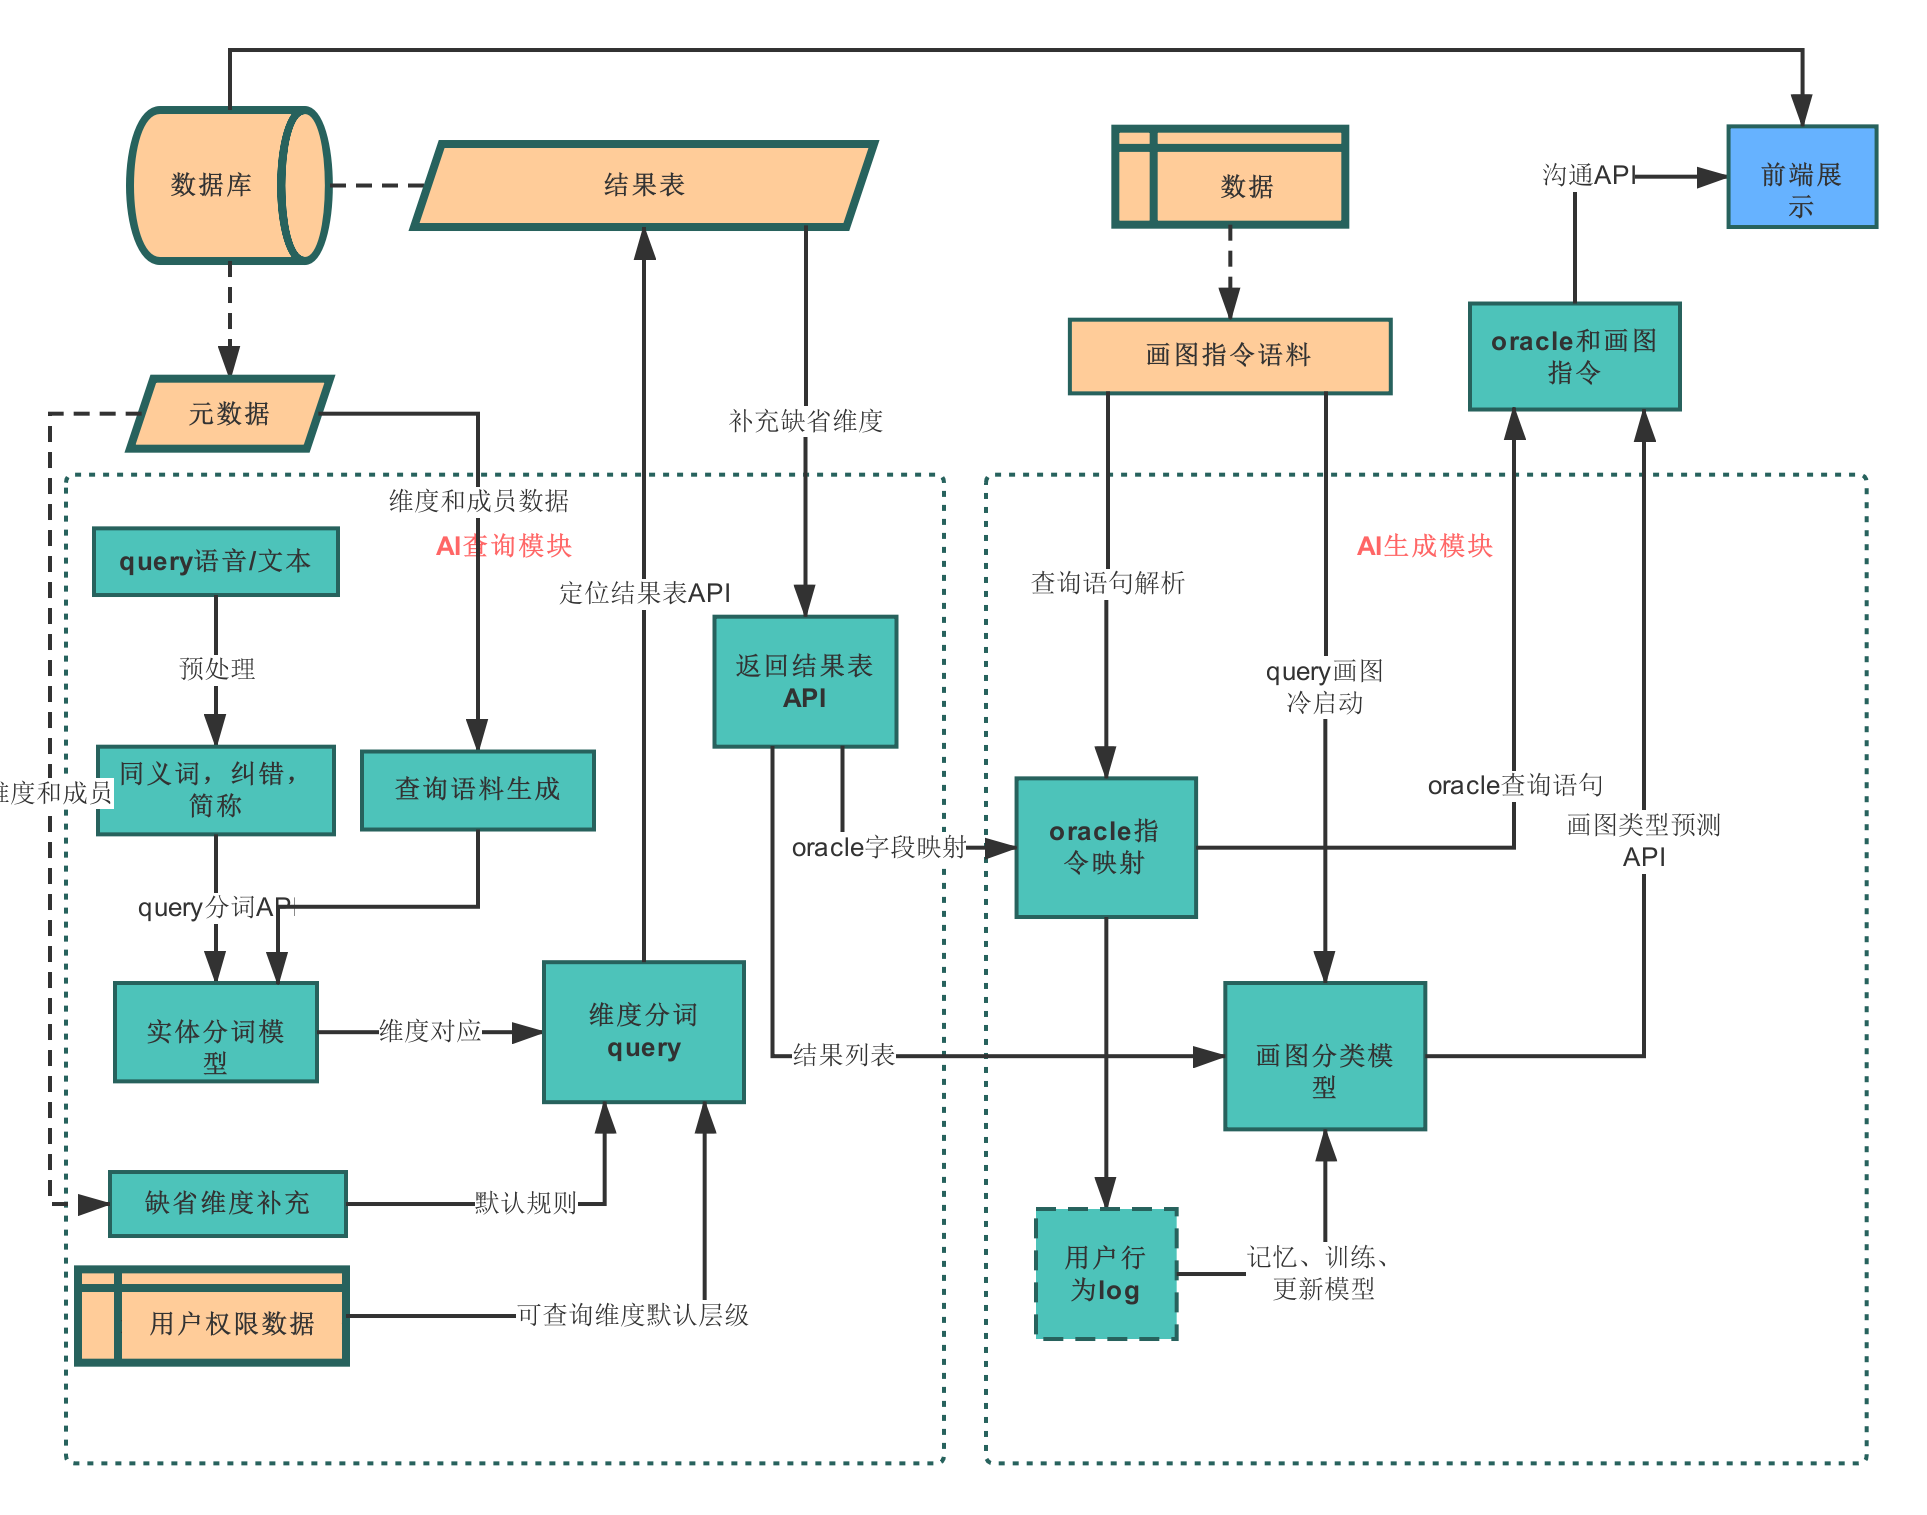 数据库
结果表
数据
沟通API
前端展
示
画图指令语料
oracle和画图
指令
元数据
补充缺省维度
维度和成员数据
AI查询模块
AI生成模块
query语音/文本
定位结果表API
查询语句解析
预处理
返回结果表
API
query画图
冷启动
同义词，纠错，
简称
查询语料生成
维度和成员
oracle查询语句
oracle字段映射
oracle指
令映射
画图类型预测
API
query分词API
实体分词模
型
维度对应
维度分词
query
结果列表
画图分类模
型
缺省维度补充
默认规则
用户行
为log
记忆、训练、
更新模型
用户权限数据
可查询维度默认层级